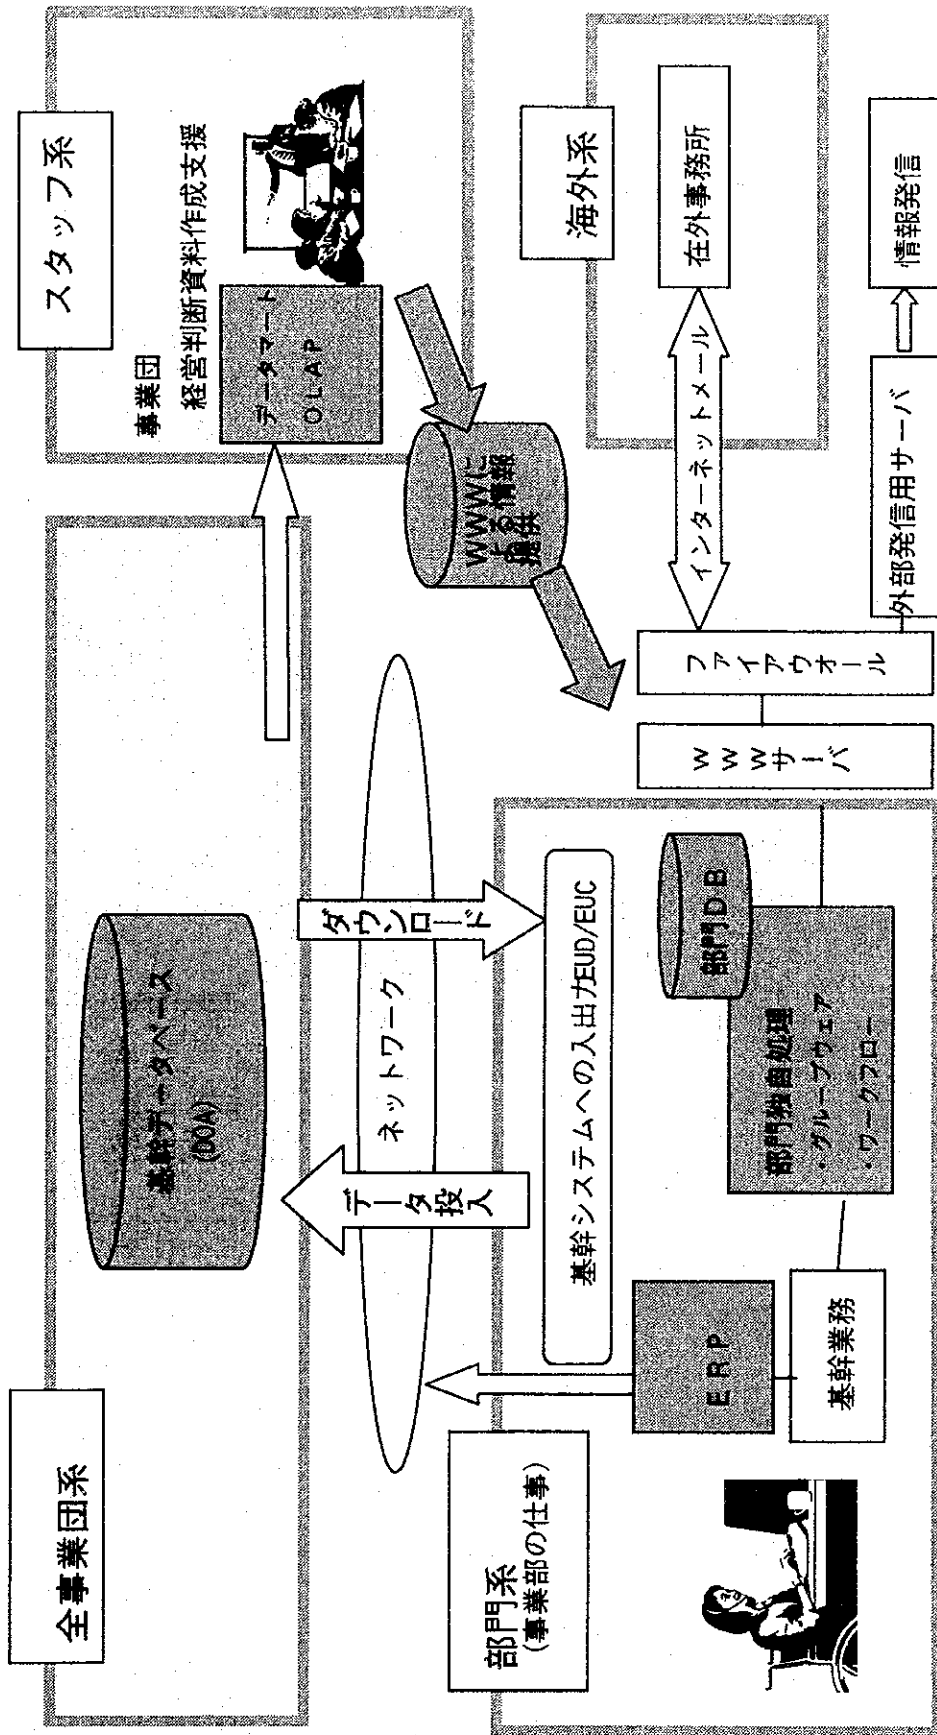 全事業団系
基幹データベース
(DOA)
スタッフ系
事業団
経営判断資料作成支援
データマート
OLAP
データ投入
ダウンロード
ネットワーク
WWWに
よる情報
提供
海外系
在外事務所
インターネットメール
部門系
(事業部の仕事)
基幹システムへの入出力EUD/EUC
ERP
基幹業務
部門DB
部門独自処理
・グループウェア
・ワークフロー
WWWサーバ
ファイアウオール
外部発信用サーバ
情報発信